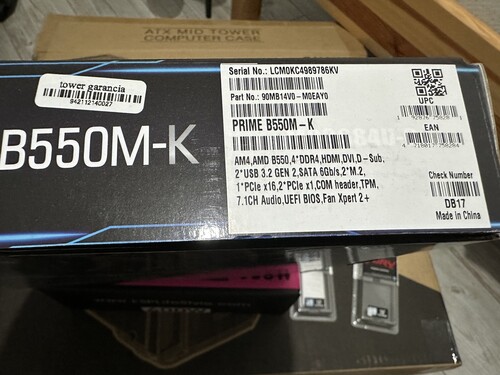 ATX MID TOWER
COMPUTER CASE
tower garancia
942112140027
B550M-K
Serial No.: LCM0KC4989786KV
Part No.: 90MB14V0-M0EAY0
PRIME B550M-K
AM4,AMD B550,4*DDR4,HDMI,DVI,D-Sub,
2*USB 3.2 GEN 2,SATA 6Gb/s,2*M.2,
1*PCIe x16,2*PCIe x1,COM header,TPM,
7.1CH Audio,UEFI BIOS,Fan Xpert 2+
UPC
EAN
Check Number
DB17
Made in China